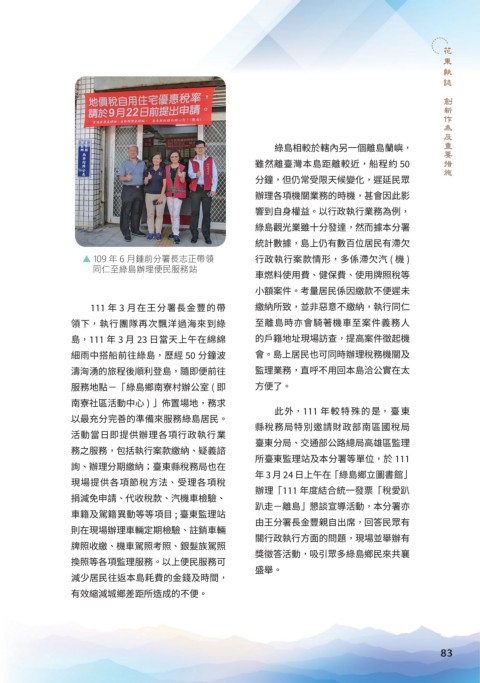 花東執誌 創新作為及重要措施
地價稅自用住宅優惠稅率
請於9月22日前提出申請
▲ 109 年 6 月鍾前分署長志正帶領
同仁至綠島辦理便民服務站
111 年 3 月在王分署長金豐的帶
領下，執行團隊再次飄洋過海來到綠
島，111 年 3 月 23 日當天上午在綿綿
細雨中搭船前往綠島，歷經 50 分鐘波
濤洶湧的旅程後順利登島，隨即便前往
服務地點－「綠島鄉南寮村辦公室 ( 即
南寮社區活動中心 ) 」佈置場地，務求
以最充分完善的準備來服務綠島居民。
活動當日即提供辦理各項行政執行業
務之服務，包括執行案款繳納、疑義諮
詢、辦理分期繳納；臺東縣稅務局也在
現場提供各項節稅方法、受理各項稅
捐減免申請、代收稅款、汽機車檢驗、
車籍及駕籍異動等等項目 ; 臺東監理站
則在現場辦理車輛定期檢驗、註銷車輛
牌照收繳、機車駕照考照、銀髮族駕照
換照等各項監理服務。以上便民服務可
減少居民往返本島耗費的金錢及時間，
有效縮減城鄉差距所造成的不便。
綠島相較於轄內另一個離島蘭嶼，
雖然離臺灣本島距離較近，船程約 50
分鐘，但仍常受限天候變化，遲延民眾
辦理各項機關業務的時機，甚會因此影
響到自身權益。以行政執行業務為例，
綠島觀光業雖十分發達，然而據本分署
統計數據，島上仍有數百位居民有滯欠
行政執行案款情形，多係滯欠汽 ( 機 )
車燃料使用費、健保費、使用牌照稅等
小額案件。考量居民係因繳款不便遲未
繳納所致，並非惡意不繳納，執行同仁
至離島時亦會騎著機車至案件義務人
的戶籍地址現場訪查，提高案件徵起機
會。島上居民也可同時辦理稅務機關及
監理業務，直呼不用回本島洽公實在太
方便了。
此外，111 年較特殊的是，臺東
縣稅務局特別邀請財政部南區國稅局
臺東分局、交通部公路總局高雄區監理
所臺東監理站及本分署等單位，於 111
年 3 月 24 日上午在「綠島鄉立圖書館」
辦理「111 年度結合統一發票「稅愛趴
趴走－離島」懇談宣導活動，本分署亦
由王分署長金豐親自出席，回答民眾有
關行政執行方面的問題，現場並舉辦有
獎徵答活動，吸引眾多綠島鄉民來共襄
盛舉。
83